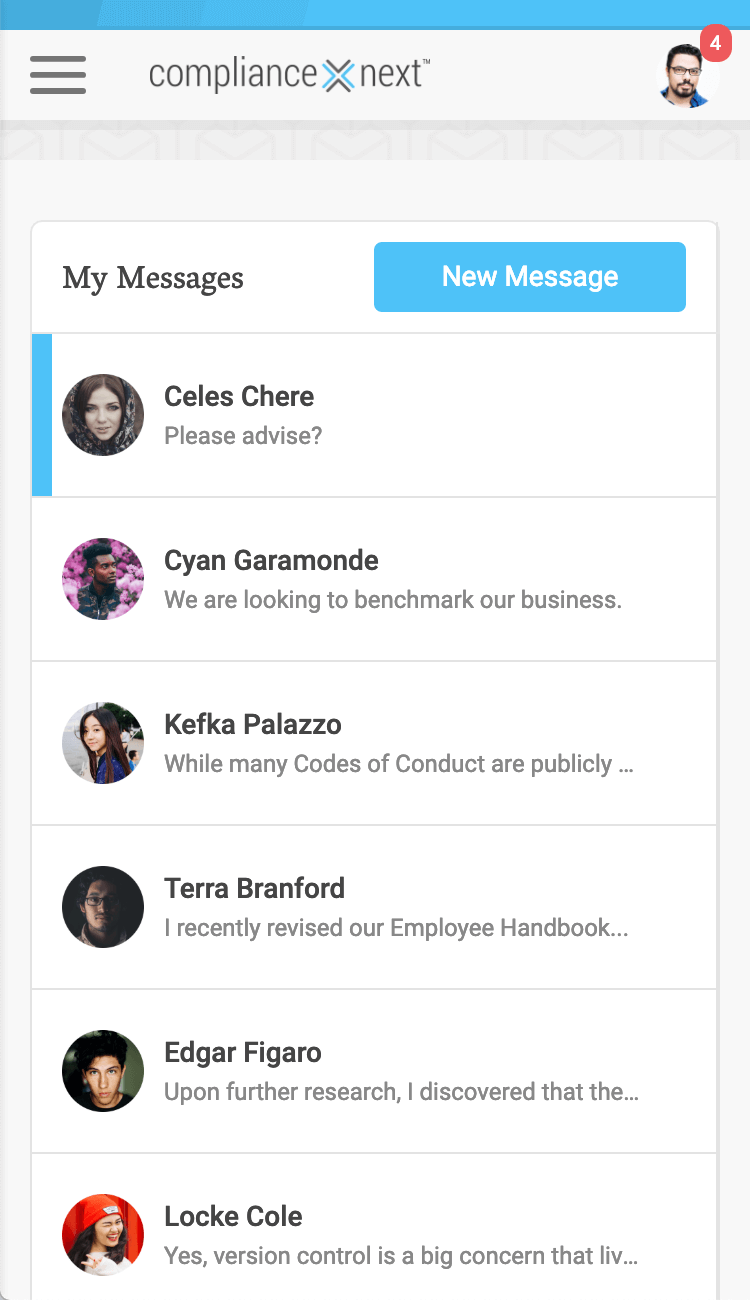 4
compliance next™
My Messages
New Message
Celes Chere
Please advise?
Cyan Garamonde
We are looking to benchmark our business.
Kefka Palazzo
While many Codes of Conduct are publicly ...
Terra Branford
I recently revised our Employee Handbook...
Edgar Figaro
Upon further research, I discovered that the...
Locke Cole
Yes, version control is a big concern that liv...